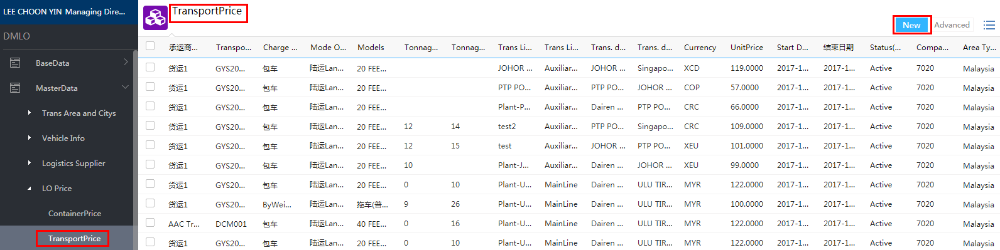 LEE CHOON YIN Managing Dire...
DMLO
BaseData
MasterData
Trans Area and Citys
Vehicle Info
Logistics Supplier
LO Price
ContainerPrice
TransportPrice
TransportPrice
New Advanced
承运商... Transpo... Charge ... Mode O... Models Tonnag... Tonnag... Trans Li... Trans Li... Trans. d... Trans. d... Currency UnitPrice Start D... 结束日期 Status(... Compa... Area Ty...
货运1 GYS20... 包车 陆运Lan... 20 FEE... JOHOR ... Auxiliar... JOHOR ... Singapo... XCD 119.0000 2017-1... 2017-1... Active 7020 Malaysia
货运1 GYS20... 包车 陆运Lan... 20 FEE... PTP PO... Auxiliar... PTP PO... JOHOR ... COP 57.0000 2017-1... 2017-1... Active 7020 Malaysia
货运1 GYS20... 包车 陆运Lan... 20 FEE... Plant-P... Auxiliar... Dairen ... PTP PO... CRC 66.0000 2017-1... 2017-1... Active 7020 Malaysia
货运1 GYS20... 包车 陆运Lan... 20 FEE... 12 14 test2 Auxiliar... PTP PO... Singapo... CRC 109.0000 2017-1... 2017-1... Active 7020 Malaysia
货运1 GYS20... 包车 陆运Lan... 20 FEE... 12 15 test Auxiliar... JOHOR ... PTP PO... XEU 101.0000 2017-1... 2017-1... Active 7020 Malaysia
货运1 GYS20... 包车 陆运Lan... 20 FEE... 10 Plant-J... Auxiliar... Dairen ... JOHOR ... XEU 99.0000 2017-1... 2017-1... Active 7020 Malaysia
货运1 GYS20... 包车 陆运Lan... 20 FEE... 0 10 Plant-U... MainLine Dairen ... ULU TIR... MYR 122.0000 2017-1... 2017-1... Active 7020 Malaysia
货运1 GYS20... ByWei... 陆运Lan... 拖车(普... 9 26 Plant-U... MainLine Dairen ... ULU TIR... MYR 100.0000 2017-1... 2017-1... Active 7020 Malaysia
AAC Tr... DCM001 包车 陆运Lan... 40 FEE... 0 16 Plant-U... MainLine Dairen ... ULU TIR... MYR 122.0000 2017-1... 2017-1... Active 7020 Malaysia
货运1 GYS20... 包车 陆运Lan... 20 FEE... 0 10 Plant-U... MainLine Dairen ... ULU TIR... MYR 122.0000 2017-1... 2017-1... Active 7020 Malaysia